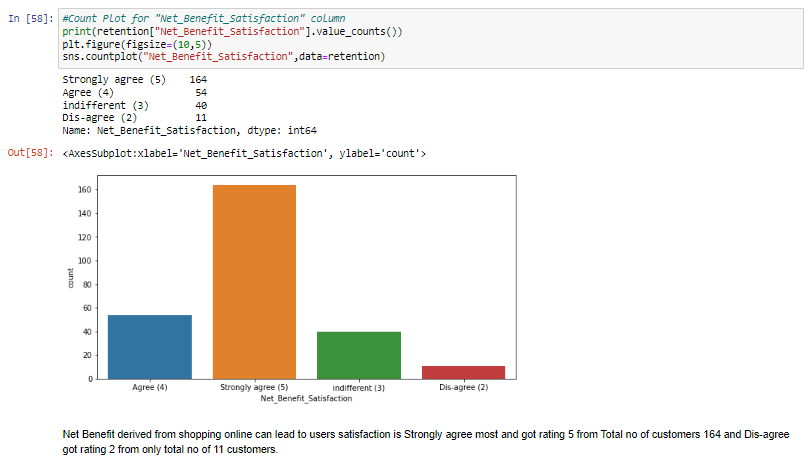 In [58]: #Count Plot for "Net_Benefit_Satisfaction" column
print(retention["Net_Benefit_Satisfaction"].value_counts())
plt.figure(figsize=(10,5))
sns.countplot("Net_Benefit_Satisfaction",data=retention)
Strongly agree (5) 164
Agree (4) 54
indifferent (3) 40
Dis-agree (2) 11
Name: Net_Benefit_Satisfaction, dtype: int64
Out[58]: <AxesSubplot:xlabel='Net_Benefit_Satisfaction', ylabel='count'>
160
140
120
100
80
60
40
20
0
count
Agree (4) Strongly agree (5) indifferent (3) Dis-agree (2)
Net_Benefit_Satisfaction
Net Benefit derived from shopping online can lead to users satisfaction is Strongly agree most and got rating 5 from Total no of customers 164 and Dis-agree
got rating 2 from only total no of 11 customers.